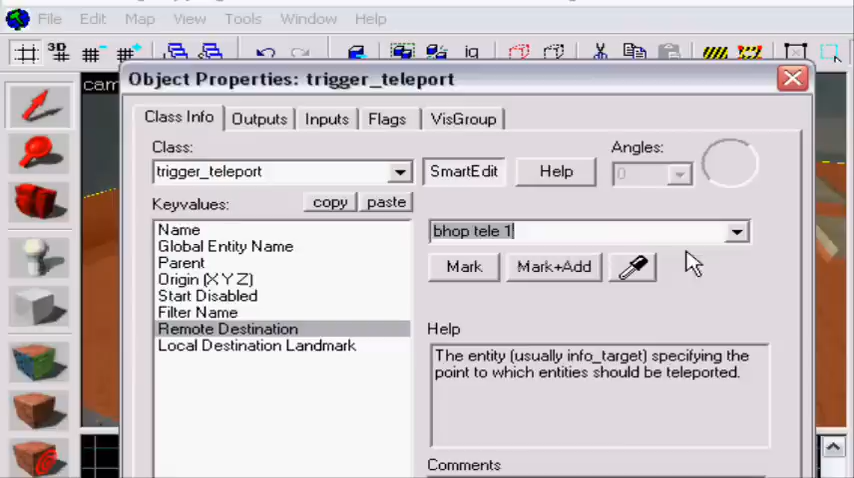 File Edit Map View Tools Window Help
3D
ig
cam
Object Properties: trigger_teleport
Class Info Outputs Inputs Flags VisGroup
Class:
Angles:
trigger_teleport
SmartEdit
Help
0
Keyvalues:
copy
paste
Name
Global Entity Name
Parent
Origin (X Y Z)
Start Disabled
Filter Name
Remote Destination
Local Destination Landmark
bhop tele 1
Mark
Mark+Add
Help
The entity (usually info_target) specifying the
point to which entities should be teleported.
Comments